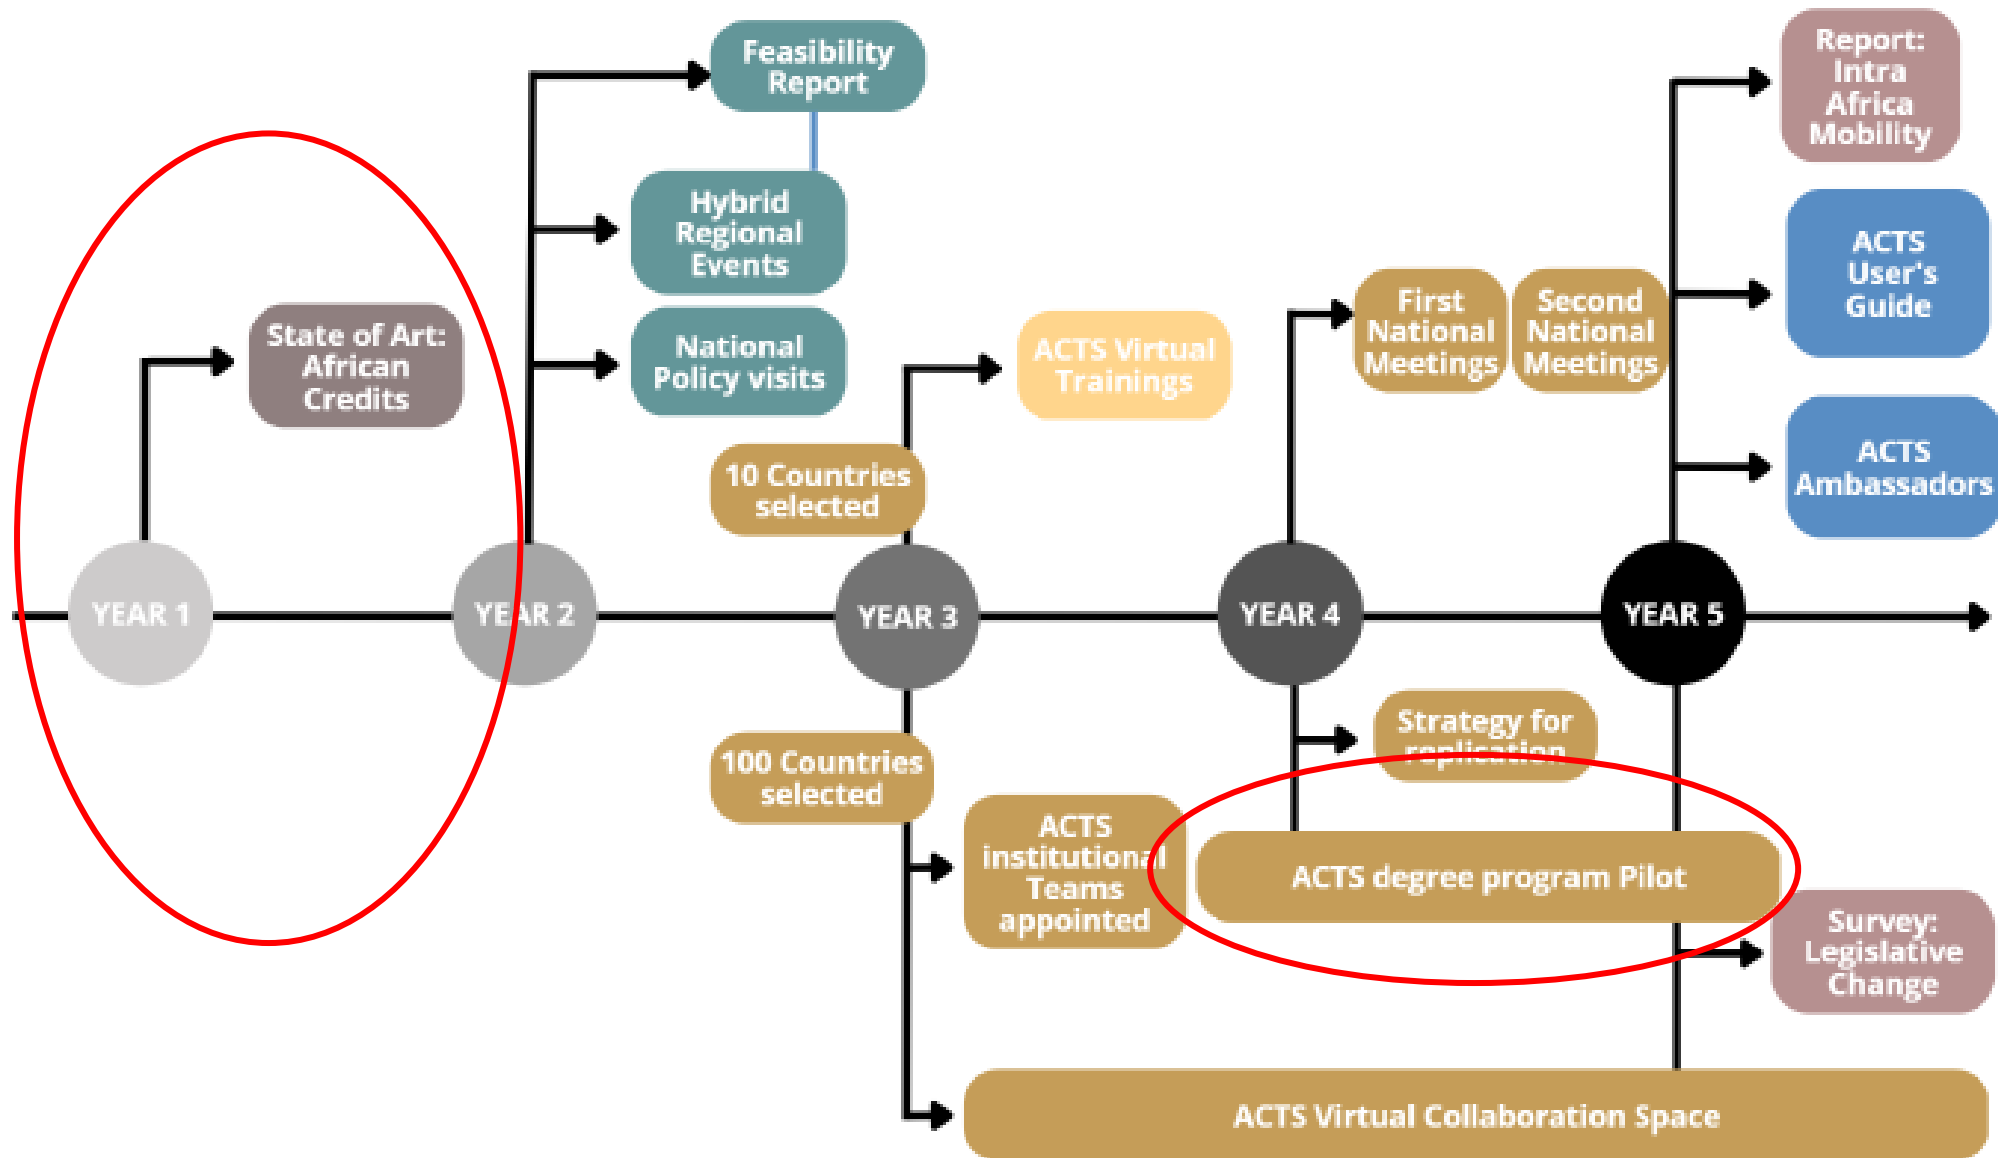 Feasibility
Report
Report:
Intra
Africa
Mobility
Hybrid
Regional
Events
ACTS
User's
Guide
State of Art:
African
Credits
National
Policy visits
ACTS Virtual
Trainings
First
National
Meetings
Second
National
Meetings
10 Countries
selected
ACTS
Ambassadors
YEAR 1
YEAR 2
YEAR 3
YEAR 4
YEAR 5
100 Countries
selected
Strategy for
replication
ACTS
institutional
Teams
appointed
ACTS degree program Pilot
Survey:
Legislative
Change
ACTS Virtual Collaboration Space